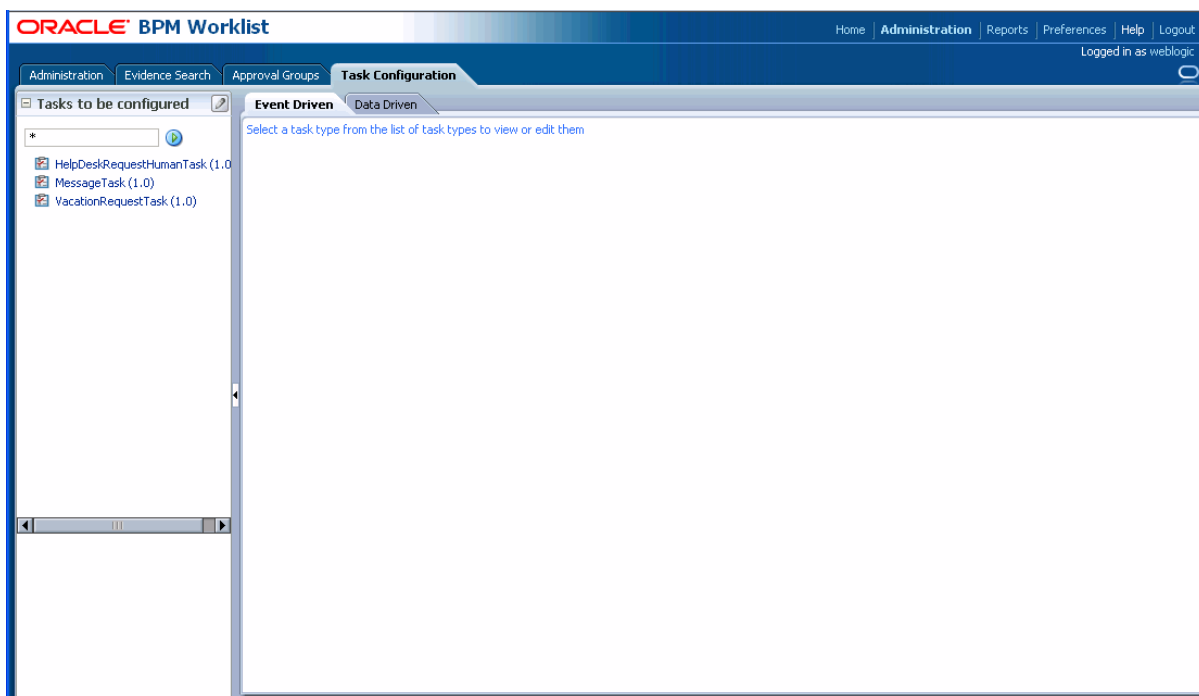 ORACLE BPM Worklist
Home Administration Reports Preferences Help Logout
Logged in as weblogic
Administration Evidence Search Approval Groups Task Configuration
Tasks to be configured
Event Driven Data Driven
*
Select a task type from the list of task types to view or edit them
HelpDeskRequestHumanTask (1.0
MessageTask (1.0)
VacationRequestTask (1.0)